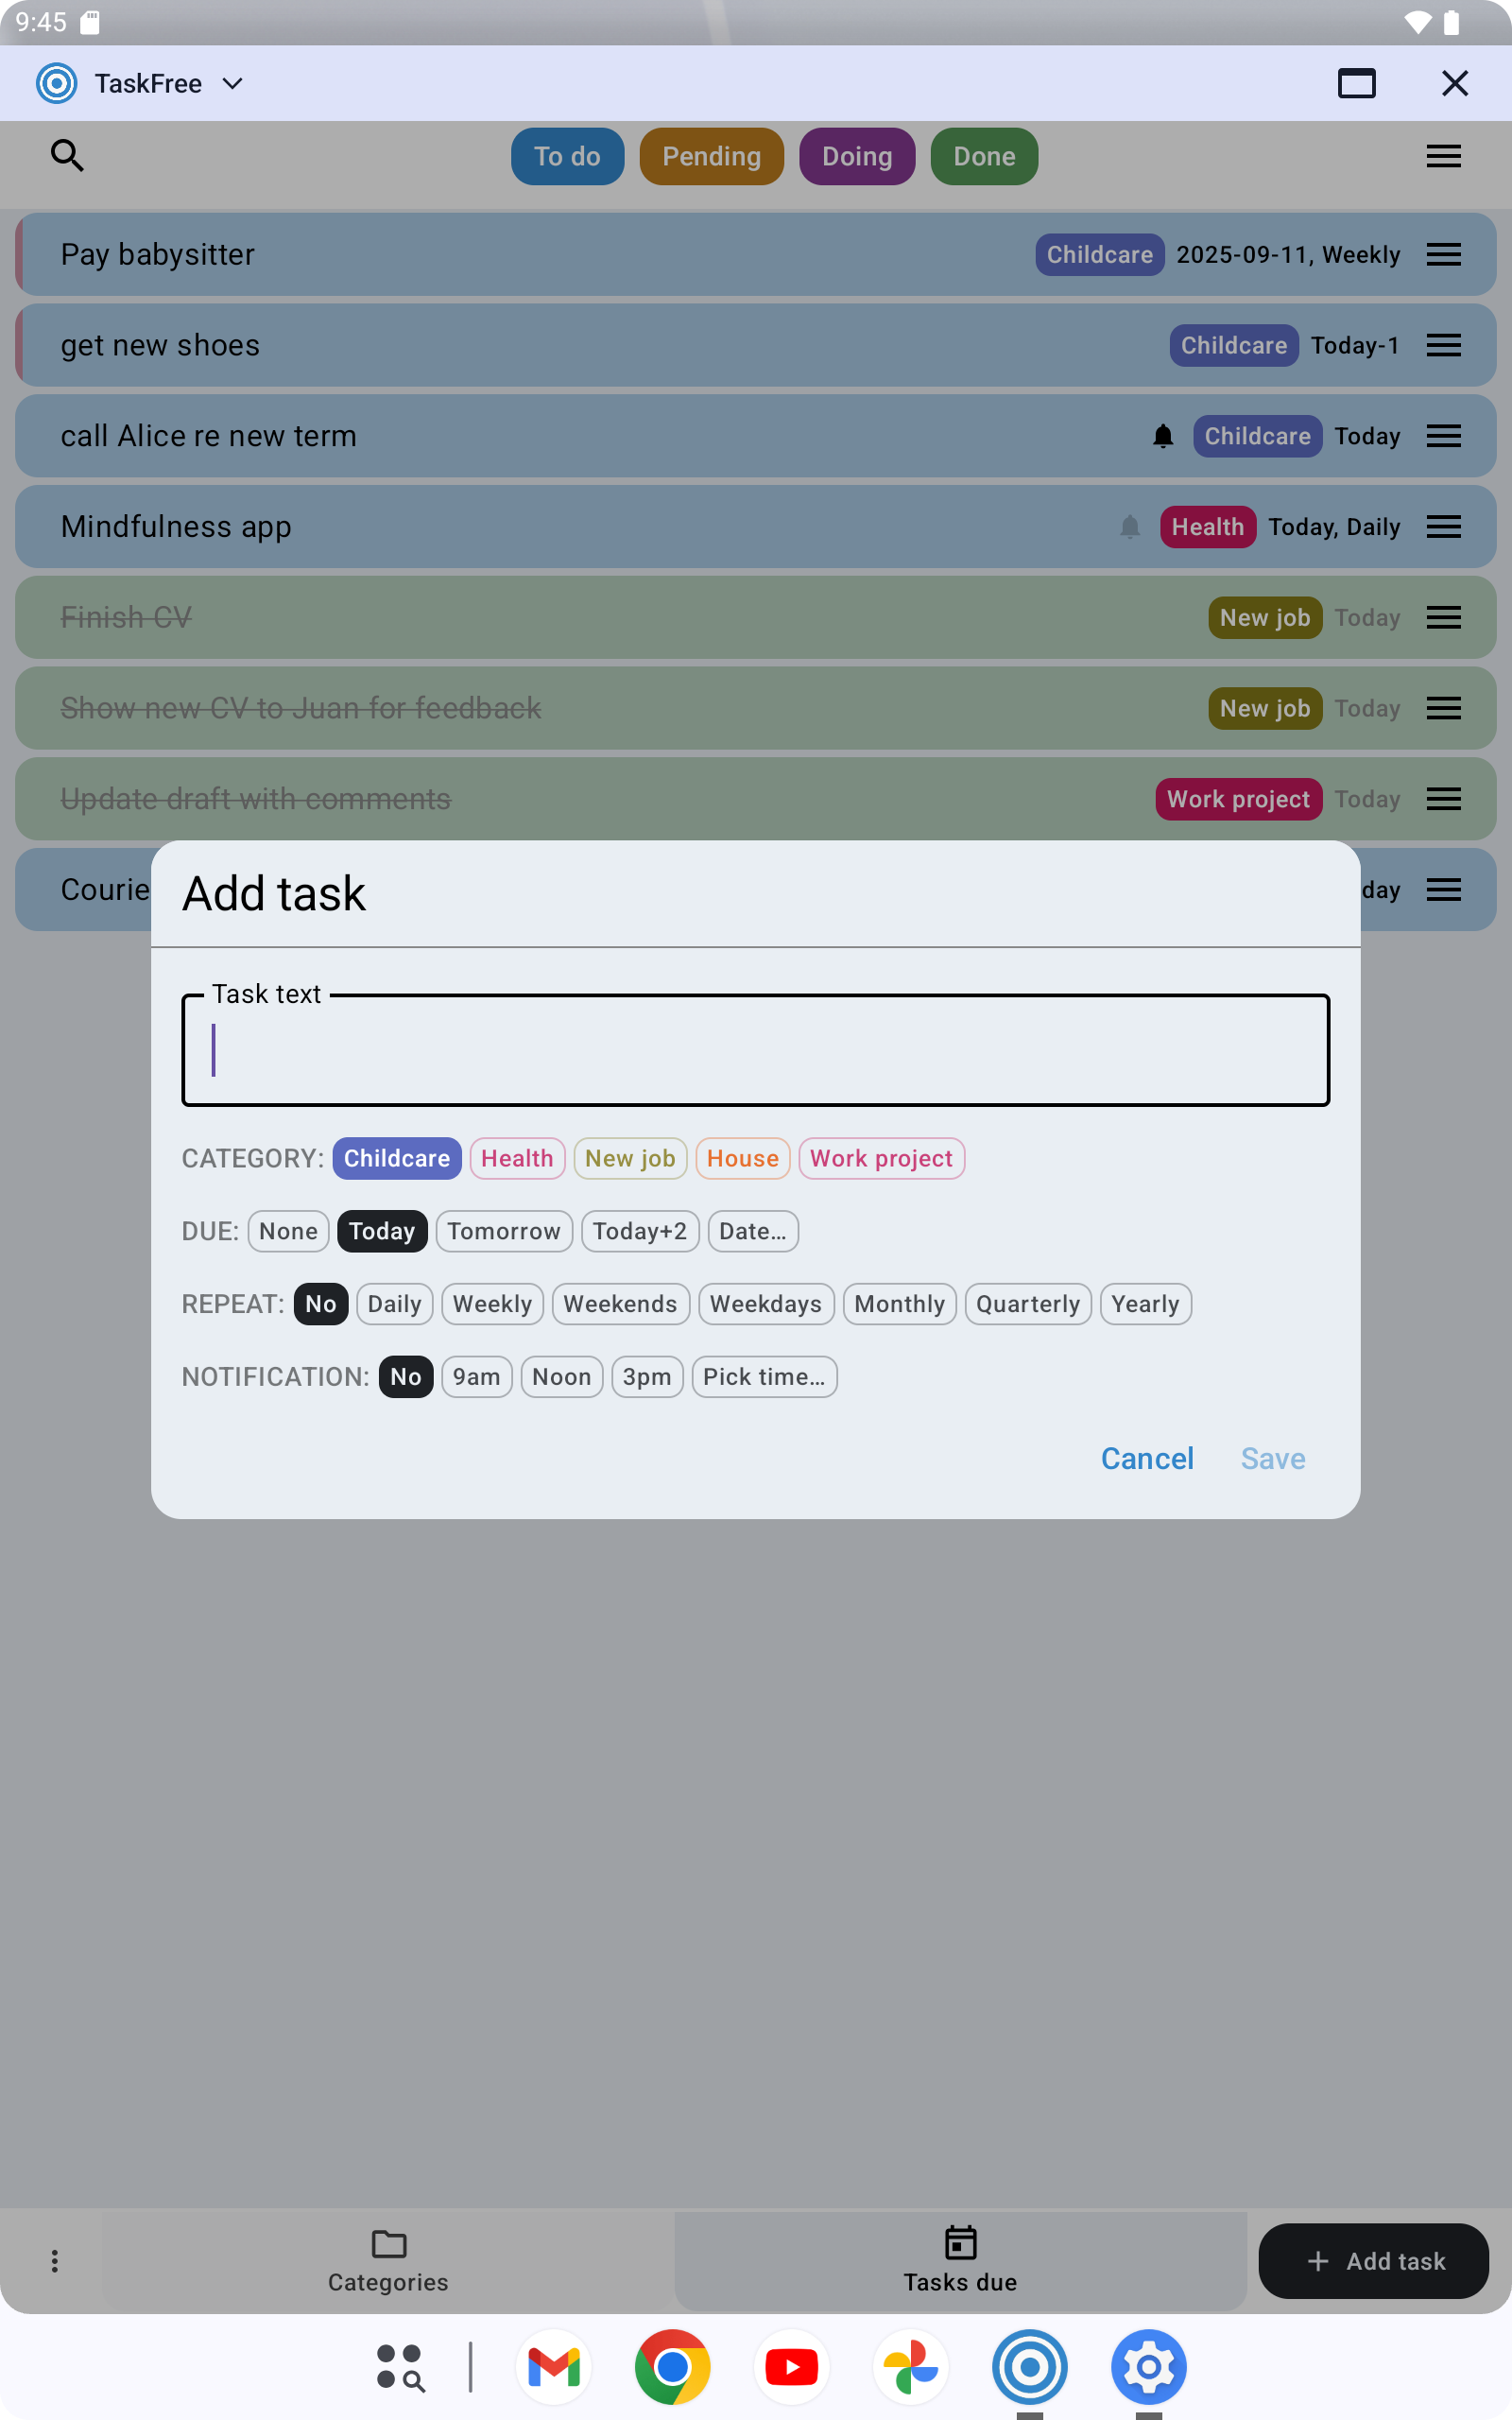 9:45
TaskFree
To do Pending Doing Done
Pay babysitter Childcare 2025-09-11, Weekly
get new shoes Childcare Today-1
call Alice re new term Childcare Today
Mindfulness app Health Today, Daily
Finish CV New job Today
Show new CV to Juan for feedback New job Today
Update draft with comments Work project Today
Courie day
Add task
Task text
CATEGORY: Childcare Health New job House Work project
DUE: None Today Tomorrow Today+2 Date...
REPEAT: No Daily Weekly Weekends Weekdays Monthly Quarterly Yearly
NOTIFICATION: No 9am Noon 3pm Pick time...
Cancel Save
Categories Tasks due + Add task